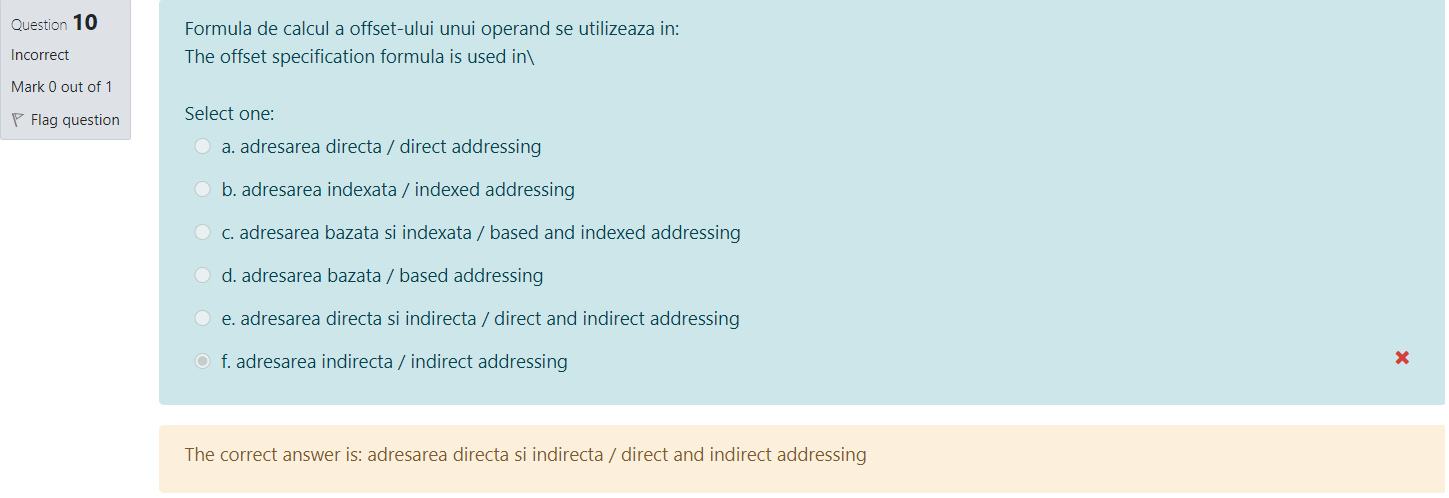 Question 10
Incorrect
Mark 0 out of 1
Flag question
Formula de calcul a offset-ului unui operand se utilizeaza in:
The offset specification formula is used in\
Select one:
a. adresarea directa / direct addressing
b. adresarea indexata / indexed addressing
c. adresarea bazata si indexata / based and indexed addressing
d. adresarea bazata / based addressing
e. adresarea directa si indirecta / direct and indirect addressing
f. adresarea indirecta / indirect addressing
The correct answer is: adresarea directa si indirecta / direct and indirect addressing